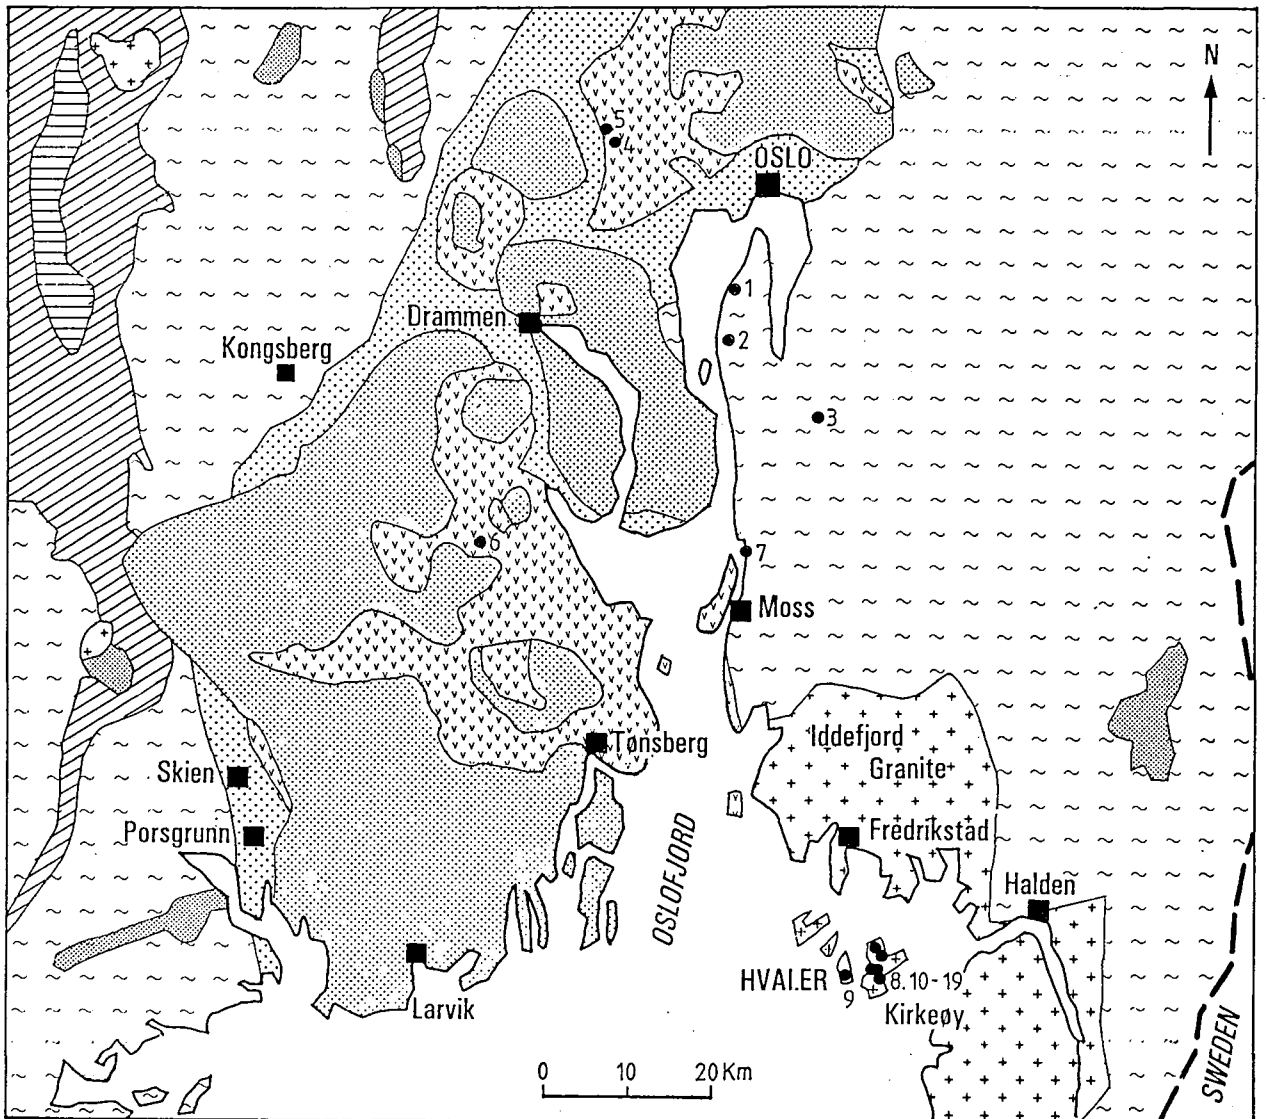 N
5
4
OSLO
1
Drammen
2
Kongsberg
3
6
7
Moss
Iddefjord
Granite
Tønsberg
Skien
Porsgrunn
Fredrikstad
OSLOFJORD
Halden
HVALER
9
8.10-19
Kirkeøy
Larvik
SWEDEN
0 10 20 Km